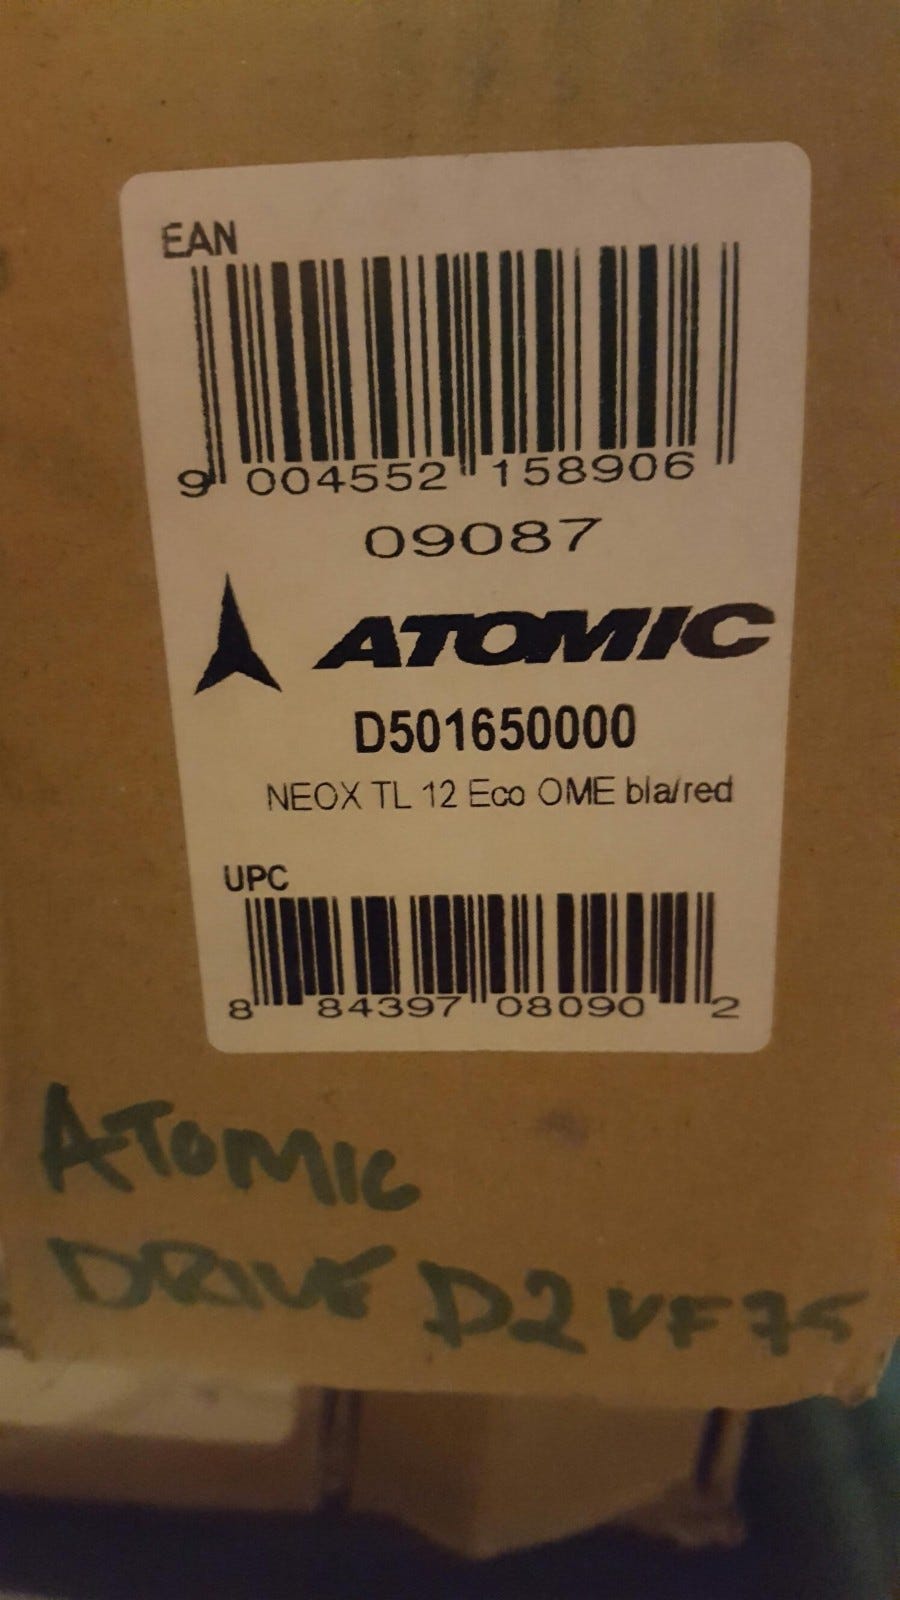 EAN
9 004552 158906
09087
ATOMIC
D501650000
NEOX TL 12 Eco OME bla/red
UPC
8 84397 08090 2
ATOMIC
DRIVE D2 VF75